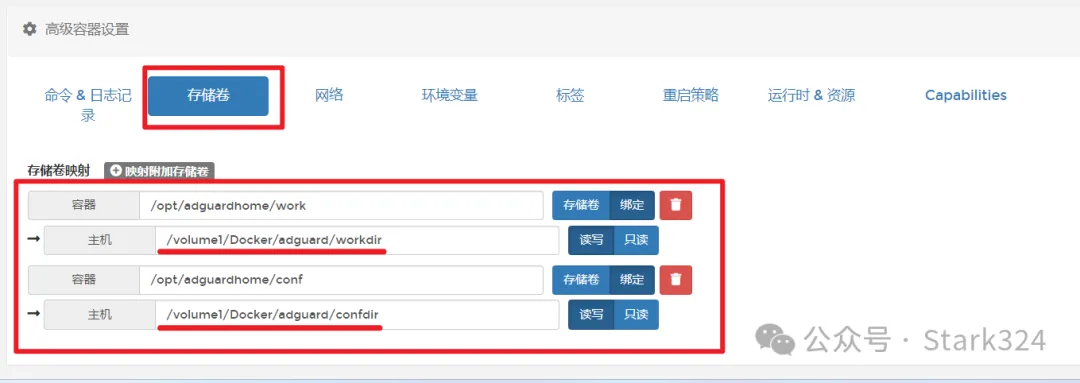 高级容器设置
命令 & 日志记录
存储卷
网络
环境变量
标签
重启策略
运行时 & 资源
Capabilities
存储卷映射 映射附加存储卷
容器 /opt/adguardhome/work 存储卷 绑定
主机 /volume1/Docker/adguard/workdir 读写 只读
容器 /opt/adguardhome/conf 存储卷 绑定
主机 /volume1/Docker/adguard/confdir 读写 只读
公众号 · Stark324